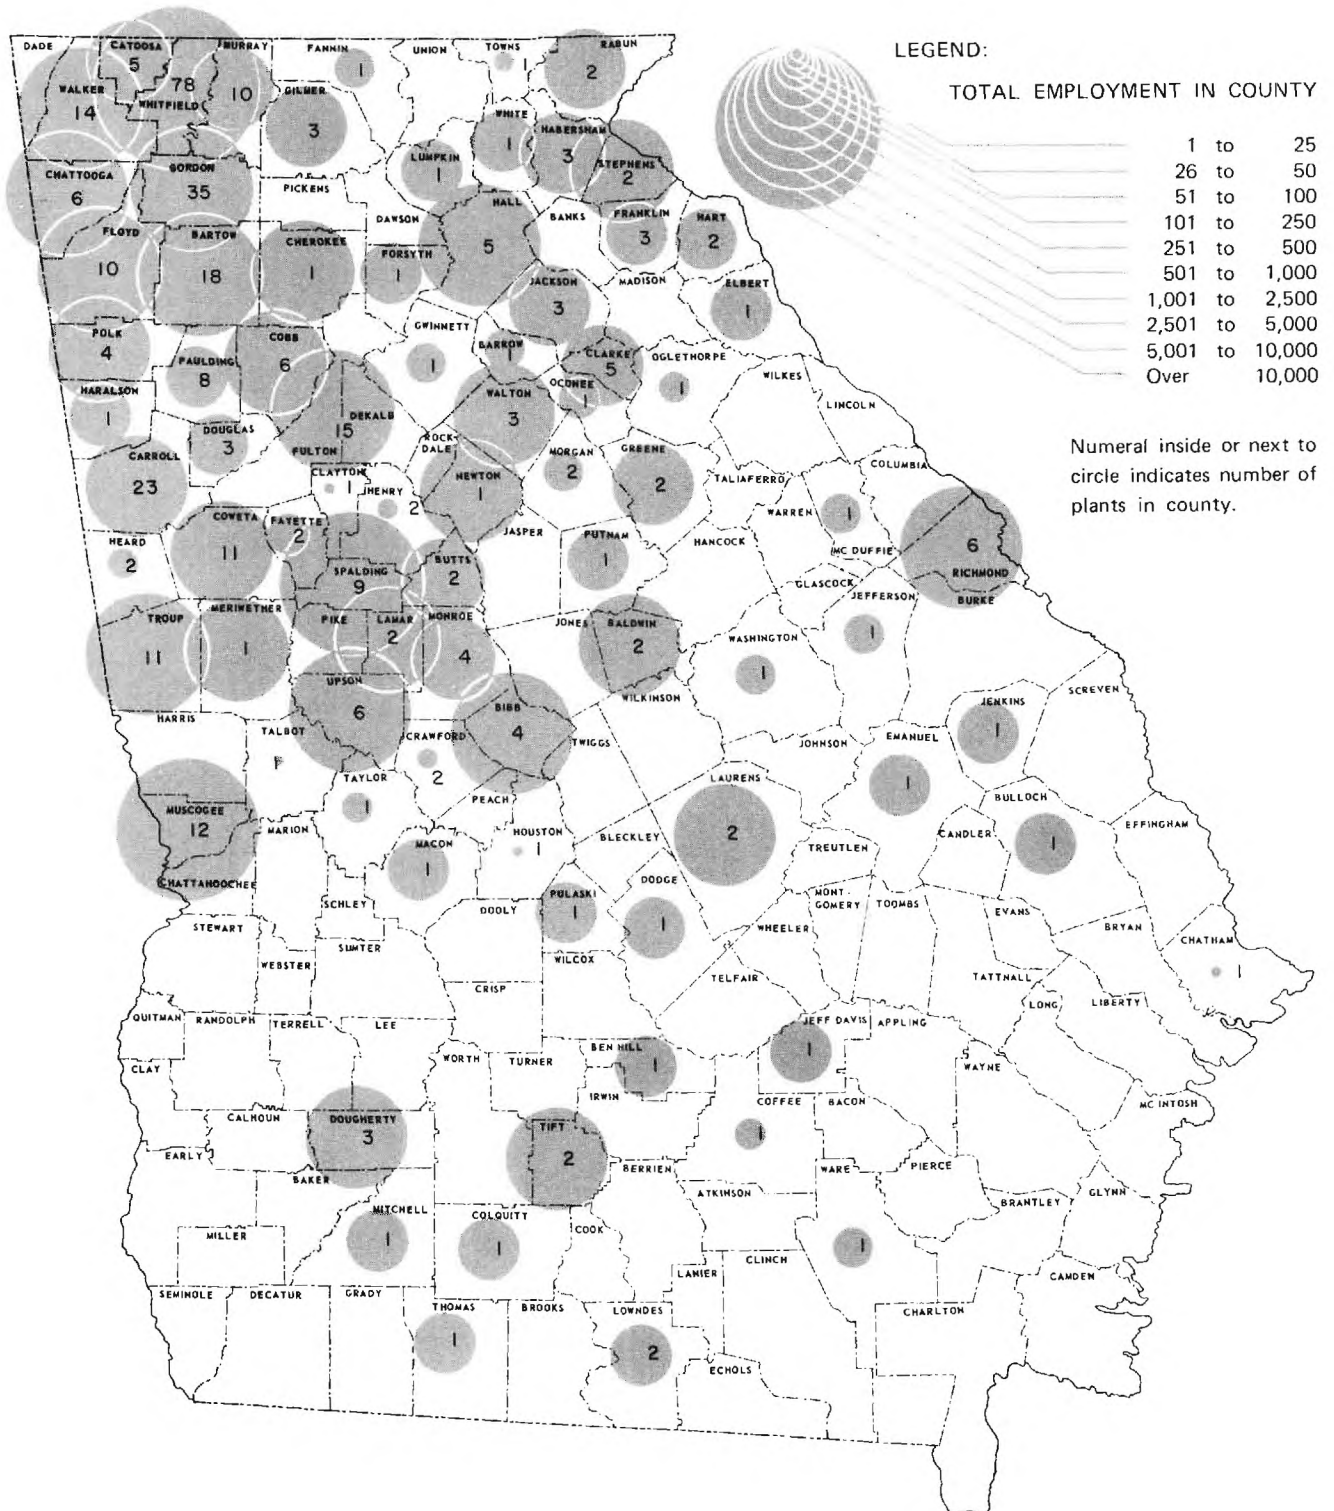 LEGEND:
TOTAL EMPLOYMENT IN COUNTY
1 to 25
26 to 50
51 to 100
101 to 250
251 to 500
501 to 1,000
1,001 to 2,500
2,501 to 5,000
5,001 to 10,000
Over 10,000
Numeral inside or next to
circle indicates number of
plants in county.
DADE
CATOOSA
5
MURRAY
10
FANNIN
1
UNION
TOWNS
1
RABUN
2
WALKER
14
78
WHITFIELD
GILMER
3
WHITE
1
HABERSHAM
3
STEPHENS
2
LUMPKIN
1
CHATTOOGA
6
GORDON
35
PICKENS
DAWSON
HALL
5
BANKS
FRANKLIN
3
HART
2
FLOYD
10
BARTOW
18
CHEROKEE
1
FORSYTH
1
JACKSON
3
MADISON
ELBERT
1
POLK
4
PAULDING
8
COBB
6
GWINNETT
1
BARROW
1
CLARKE
5
OGLETHORPE
1
WILKES
LINCOLN
HARALSON
1
DOUGLAS
3
DEKALB
15
FULTON
ROCK-
DALE
WALTON
3
OCONEE
1
CARROLL
23
CLAYTON
1
HENRY
2
NEWTON
1
MORGAN
2
GREENE
2
TALIAFERRO
COLUMBIA
WARREN
1
MC DUFFIE
COWETA
11
FAYETTE
2
JASPER
PUTNAM
1
HANCOCK
6
RICHMOND
HEARD
2
SPALDING
9
BUTTS
2
GLASCOCK
JEFFERSON
1
BURKE
TROUP
11
MERIWETHER
1
PIKE
LAMAR
2
MONROE
4
JONES
BALDWIN
2
WASHINGTON
1
UPSON
6
WILKINSON
SCREVEN
HARRIS
TALBOT
1
CRAWFORD
2
BIBB
4
TWIGGS
JOHNSON
EMANUEL
1
JENKINS
1
TAYLOR
1
PEACH
LAURENS
2
BULLOCH
1
MUSCOGEE
12
MARION
HOUSTON
1
BLECKLEY
TREUTLEN
CANDLER
EFFINGHAM
CHATTAHOOCHEE
MACON
1
SCHLEY
DOOLY
PULASKI
1
DODGE
1
MONT-
GOMERY
TOOMBS
EVANS
BRYAN
STEWART
SUMTER
WHEELER
CHATHAM
1
WEBSTER
WILCOX
TELFAIR
TATTNALL
CRISP
LONG
LIBERTY
QUITMAN
RANDOLPH
TERRELL
LEE
JEFF DAVIS
1
APPLING
CLAY
WORTH
TURNER
BEN HILL
1
IRWIN
WAYNE
CALHOUN
DOUGHERTY
3
TIFT
2
COFFEE
1
BACON
MC INTOSH
EARLY
BAKER
BERRIEN
ATKINSON
WARE
1
PIERCE
BRANTLEY
GLYNN
MILLER
MITCHELL
1
COLQUITT
1
COOK
LANIER
CLINCH
CAMDEN
SEMINOLE
DECATUR
GRADY
THOMAS
1
BROOKS
LOWNDES
2
CHARLTON
ECHOLS